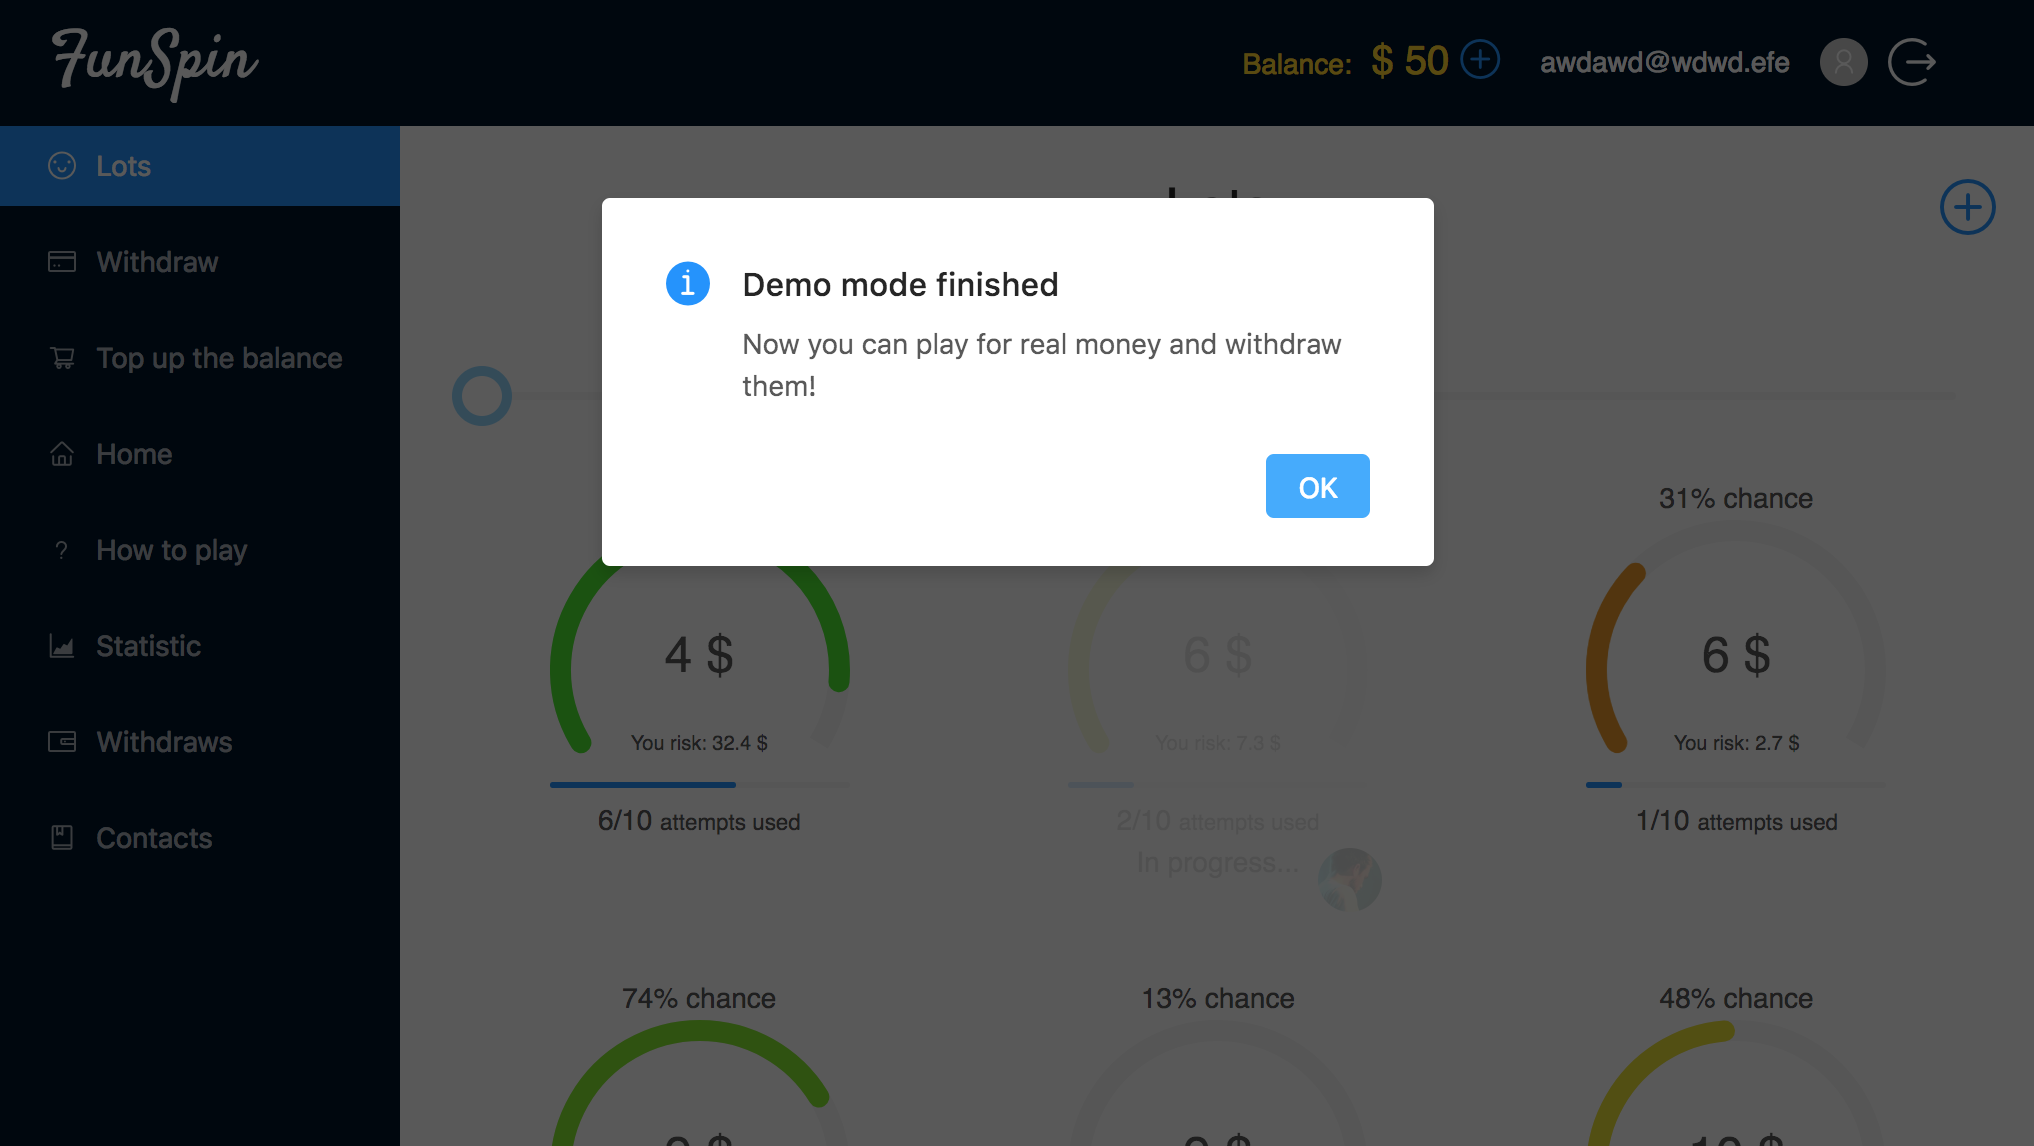 FunSpin
Balance: $ 50
awdawd@wdwd.efe
Lots
Withdraw
Top up the balance
Home
How to play
Statistic
Withdraws
Contacts
Demo mode finished
Now you can play for real money and withdraw
them!
OK
31% chance
4 $
You risk: 32.4 $
6/10 attempts used
6 $
You risk: 7.3 $
2/10 attempts used
In progress...
6 $
You risk: 2.7 $
1/10 attempts used
74% chance
13% chance
48% chance